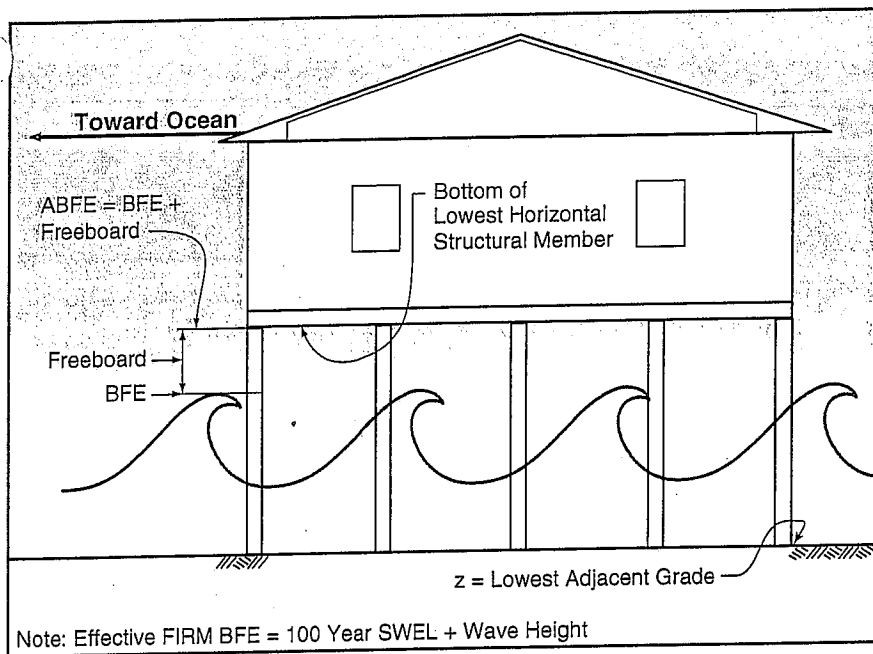 Toward Ocean
ABFE = BFE +
Freeboard
Bottom of
Lowest Horizontal
Structural Member
Freeboard
BFE
z = Lowest Adjacent Grade
Note: Effective FIRM BFE = 100 Year SWEL + Wave Height